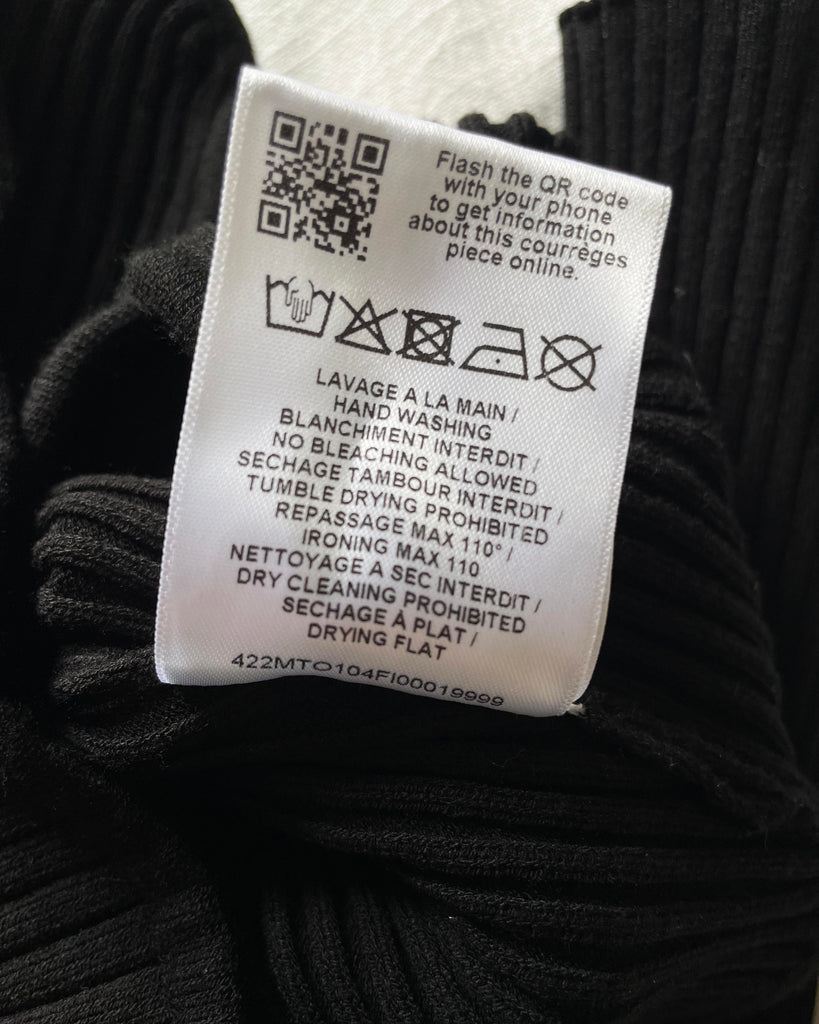 Flash the QR code
with your phone
to get information
about this courrèges
piece online.
LAVAGE A LA MAIN /
HAND WASHING
BLANCHIMENT INTERDIT /
NO BLEACHING ALLOWED
SECHAGE TAMBOUR INTERDIT /
TUMBLE DRYING PROHIBITED
REPASSAGE MAX 110° /
IRONING MAX 110
NETTOYAGE A SEC INTERDIT /
DRY CLEANING PROHIBITED
SECHAGE À PLAT /
DRYING FLAT
422MTO104FI00019999